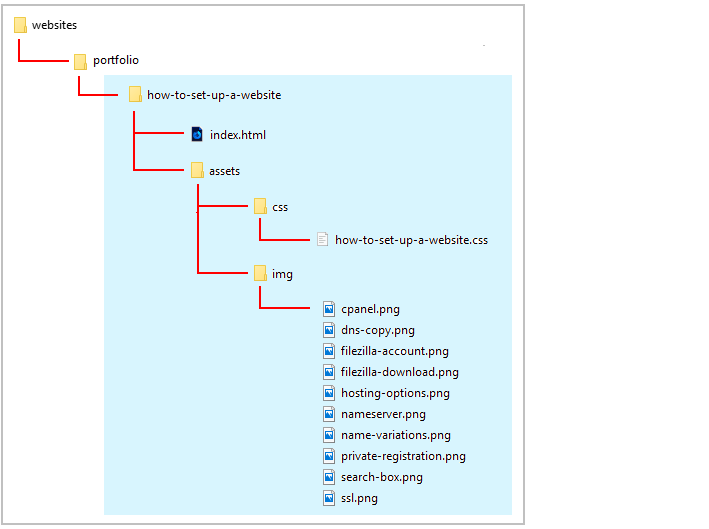 websites
portfolio
how-to-set-up-a-website
index.html
assets
css
how-to-set-up-a-website.css
img
cpanel.png
dns-copy.png
filezilla-account.png
filezilla-download.png
hosting-options.png
nameserver.png
name-variations.png
private-registration.png
search-box.png
ssl.png